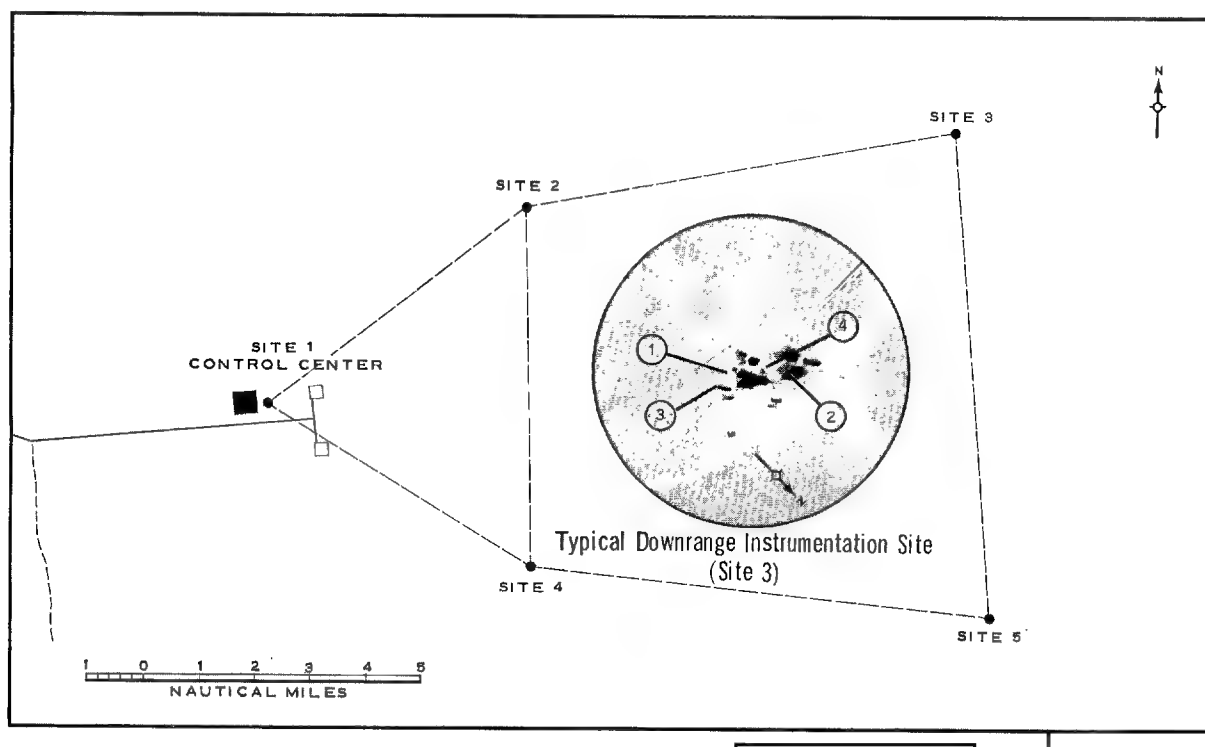 N
SITE 3
SITE 2
4
1
SITE 1
CONTROL CENTER
3
2
N
Typical Downrange Instrumentation Site
(Site 3)
SITE 4
SITE 5
1 0 1 2 3 4 5
NAUTICAL MILES